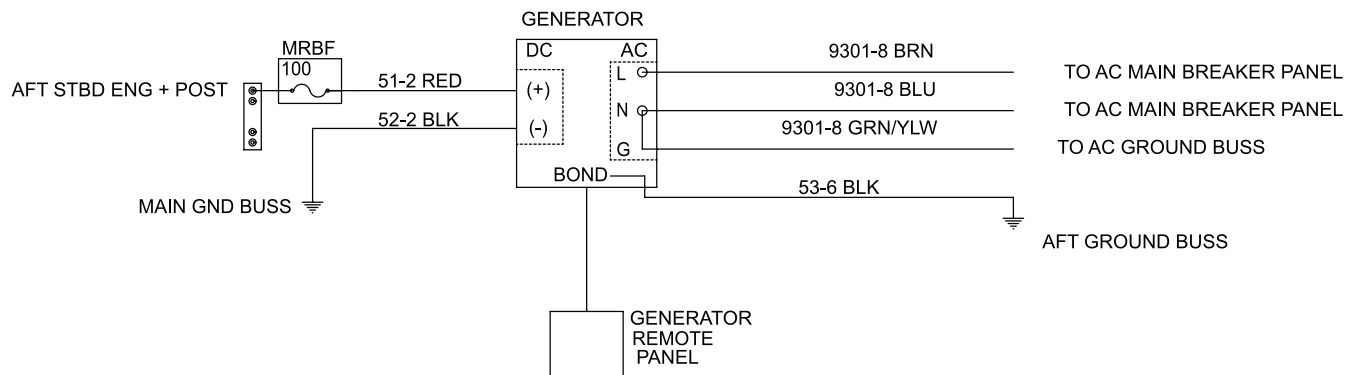 GENERATOR
MRBF
DC
AC
9301-8 BRN
100
L
TO AC MAIN BREAKER PANEL
AFT STBD ENG + POST
51-2 RED
(+)
9301-8 BLU
N
TO AC MAIN BREAKER PANEL
52-2 BLK
(-)
9301-8 GRN/YLW
G
TO AC GROUND BUSS
BOND
53-6 BLK
MAIN GND BUSS
AFT GROUND BUSS
GENERATOR
REMOTE
PANEL